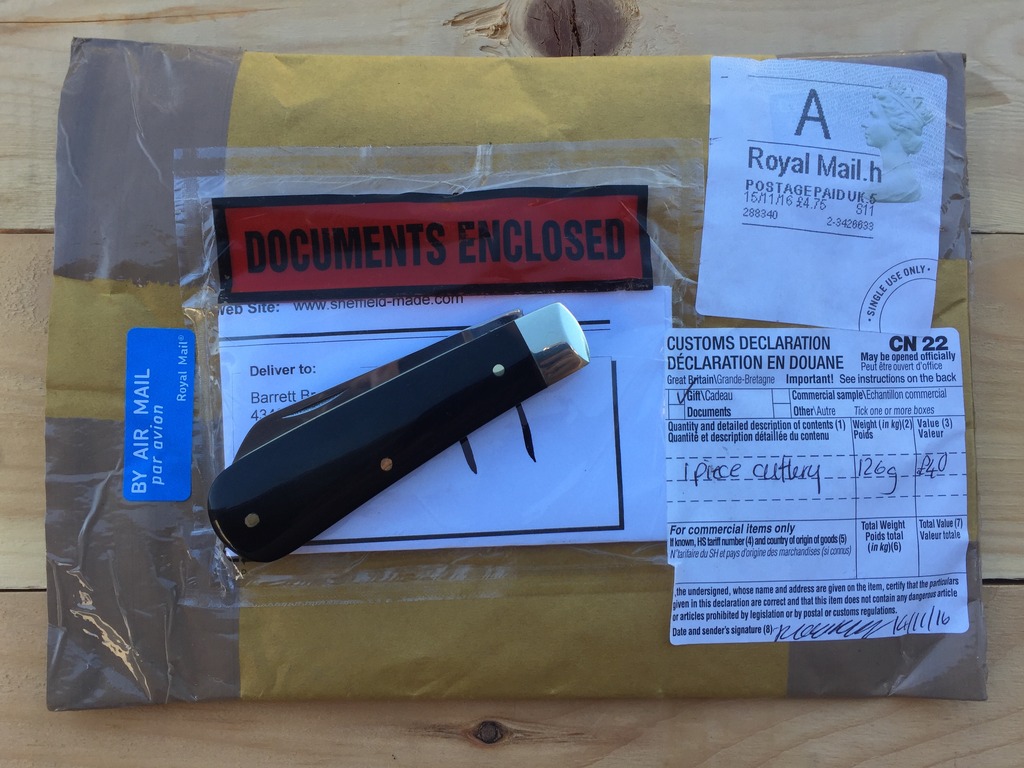 A
Royal Mail.h
POSTAGE PAID UK 5
15/11/16 £4.75 S11
288340 2-3426633
• SINGLE USE ONLY •
DOCUMENTS ENCLOSED
Web Site: www.sheffield-made.com
Deliver to:
Barrett
434
BY AIR MAIL
par avion
Royal Mail®
CUSTOMS DECLARATION CN 22
DÉCLARATION EN DOUANE May be opened officially
Peut être ouvert d'office
Great Britain\Grande-Bretagne Important! See instructions on the back
Gift\Cadeau Commercial sample\Echantillon commercial
Documents Other\Autre Tick one or more boxes
Quantity and detailed description of contents (1) Weight (in kg)(2) Value (3)
Quantité et description détaillée du contenu Poids Valeur
1 piece cutlery 126g £40
For commercial items only Total Weight Total Value (7)
If known, HS tariff number (4) and country of origin of goods (5) Poids total Valeur totale
N°tarifaire du SH et pays d'origine des marchandises (si connus) (in kg)(6)
,the undersigned, whose name and address are given on the item, certify that the particulars
given in this declaration are correct and that this item does not contain any dangerous article
or articles prohibited by legislation or by postal or customs regulations.
Date and sender's signature (8) 14/11/16